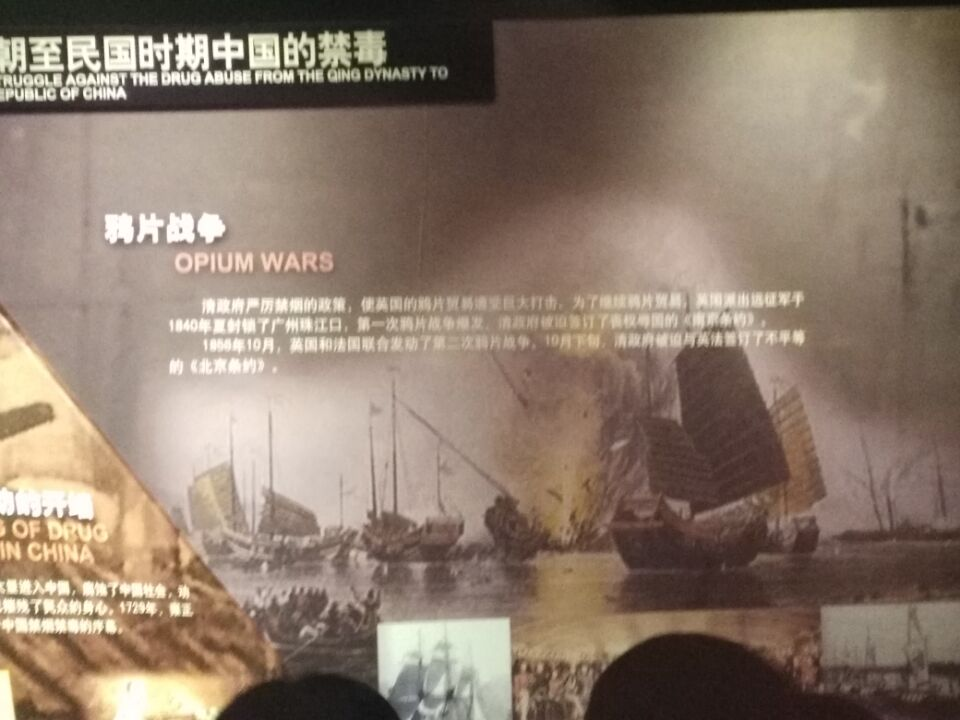 朝至民国时期中国的禁毒
TRUGGLE AGAINST THE DRUG ABUSE FROM THE QING DYNASTY TO
EPUBLIC OF CHINA
鸦片战争
OPIUM WARS
清政府严厉禁烟的政策，使英国的鸦片贸易遭受巨大打击，为了继续鸦片贸易，英国派出远征军于
1840年夏封锁了广州珠江口，第一次鸦片战争爆发，清政府被迫签订了丧权辱国的《南京条约》。
1856年10月，英国和法国联合发动了第二次鸦片战争，10月下旬，清政府被迫与英法签订了不平等
的《北京条约》。
的开端
G OF DRUG
IN CHINA
量进入中国，腐蚀了中国社会，
摧残了民众的身心。1729年，雍正
中国禁烟禁毒的序幕。